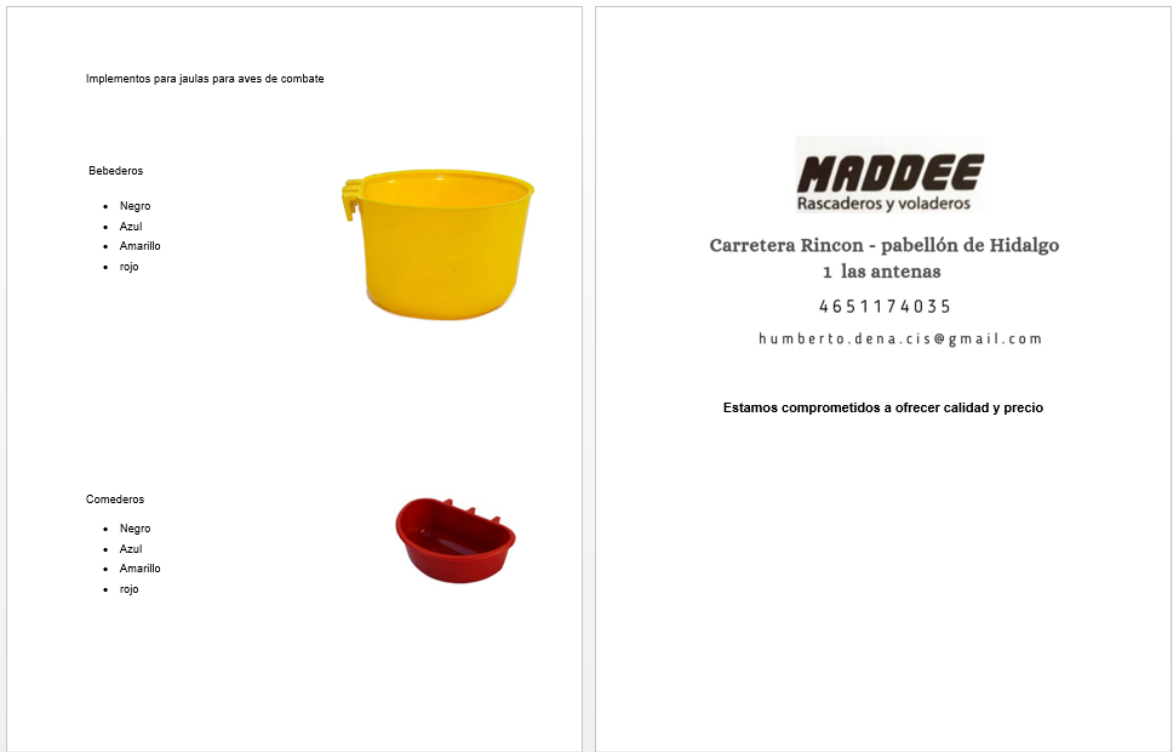 Implementos para jaulas para aves de combate
Bebederos
Negro
Azul
Amarillo
rojo
Comederos
Negro
Azul
Amarillo
rojo
MADDEE
Rascaderos y voladeros
Carretera Rincon - pabellón de Hidalgo
1 las antenas
4651174035
humberto.dena.cis@gmail.com
Estamos comprometidos a ofrecer calidad y precio